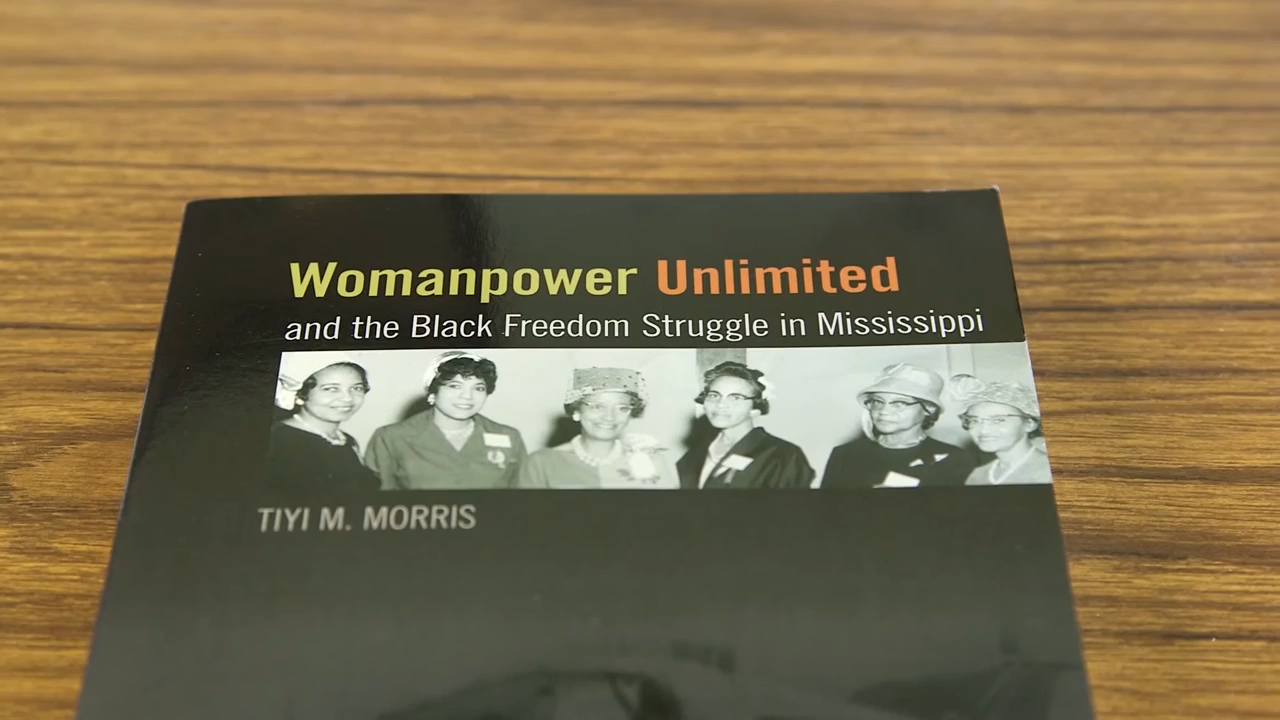 Womanpower Unlimited
and the Black Freedom Struggle in Mississippi
TIYI M. MORRIS